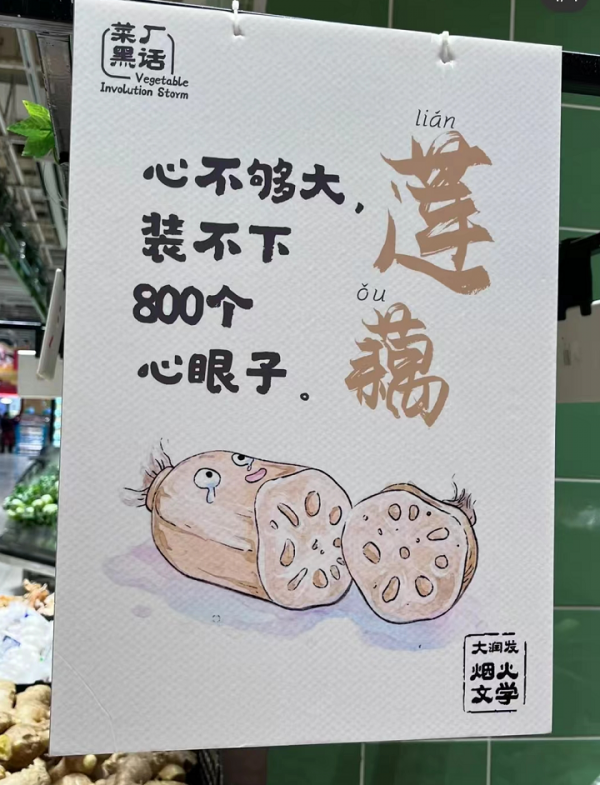 菜厂
黑话
Vegetable
Involution Storm
lián
莲
ǒu
藕
心不够大，
装不下
800个
心眼子。
大润发
烟火
文学